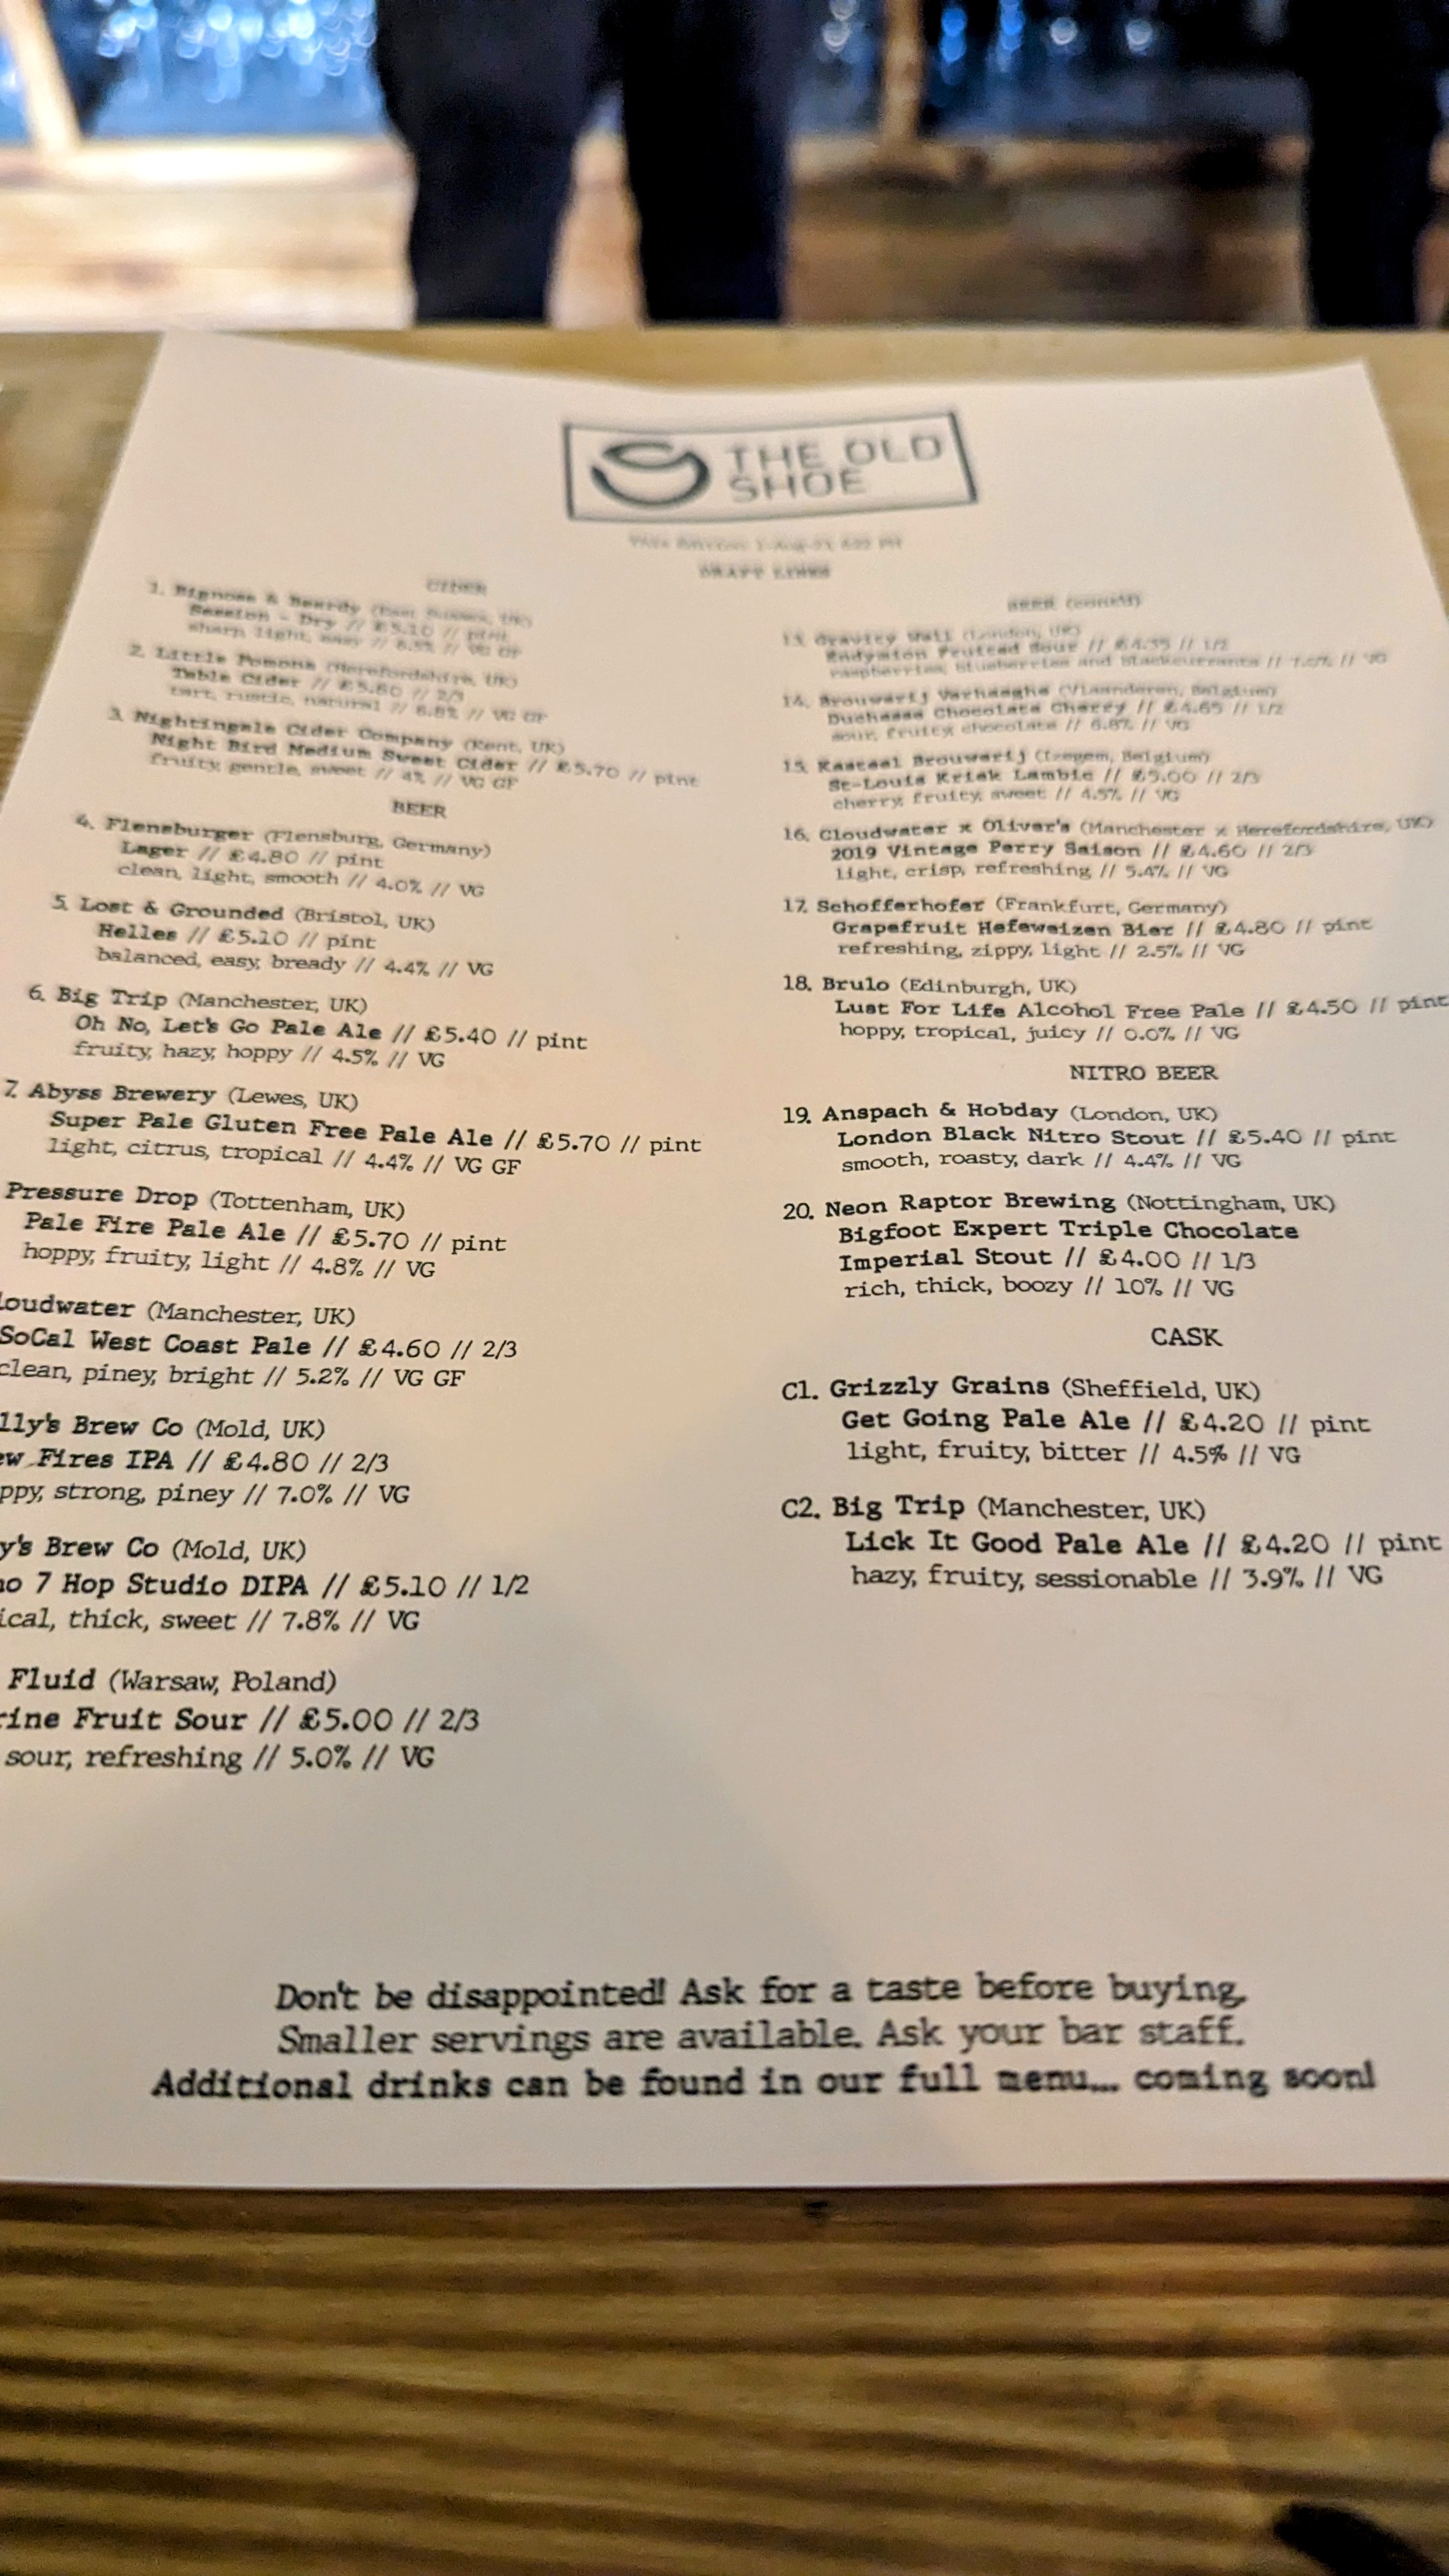 THE OLD
SHOE
DRAFT LINES
CIDER
1. Bignose & Beardy (East Sussex, UK)
Session - Dry // £5.10 // pint
sharp, light, easy // // VG GF
2. Little Pomona (Herefordshire, UK)
Table Cider // // 2/3
tart, rustic, natural // 6.8% // VG GF
3. Nightingale Cider Company (Kent, UK)
Night Bird Medium Sweet Cider // £5.70 // pint
fruity, gentle, sweet // 4% // VG GF
BEER
4. Flensburger (Flensburg, Germany)
Lager // £4.80 // pint
clean, light, smooth // 4.0% // VG
5. Lost & Grounded (Bristol, UK)
Helles // £5.10 // pint
balanced, easy, bready // 4.4% // VG
6. Big Trip (Manchester, UK)
Oh No, Let's Go Pale Ale // £5.40 // pint
fruity, hazy, hoppy // 4.5% // VG
7. Abyss Brewery (Lewes, UK)
Super Pale Gluten Free Pale Ale // £5.70 // pint
light, citrus, tropical // 4.4% // VG GF
Pressure Drop (Tottenham, UK)
Pale Fire Pale Ale // £5.70 // pint
hoppy, fruity, light // 4.8% // VG
loudwater (Manchester, UK)
SoCal West Coast Pale // £4.60 // 2/3
clean, piney, bright // 5.2% // VG GF
lly's Brew Co (Mold, UK)
ew Fires IPA // £4.80 // 2/3
ppy, strong, piney // 7.0% // VG
y's Brew Co (Mold, UK)
no 7 Hop Studio DIPA // £5.10 // 1/2
ical, thick, sweet // 7.8% // VG
Fluid (Warsaw, Poland)
rine Fruit Sour // £5.00 // 2/3
sour, refreshing // 5.0% // VG
BEER (cont'd)
13. Gravity Well (London, UK)
Endymion Fruited Sour // // 1/2
raspberries, blueberries and blackcurrants // // VG
14. Brouwerij Verhaeghe (Vlaanderen, Belgium)
Duchesse Chocolate Cherry // £4.65 // 1/2
sour, fruity, chocolate // 6.8% // VG
15. Kasteel Brouwerij (Izegem, Belgium)
St-Louis Kriek Lambic // £5.00 // 2/3
cherry, fruity, sweet // 4.5% // VG
16. Cloudwater x Oliver's (Manchester x Herefordshire, UK)
2019 Vintage Perry Saison // £4.60 // 2/3
light, crisp, refreshing // 5.4% // VG
17. Schofferhofer (Frankfurt, Germany)
Grapefruit Hefeweizen Bier // £4.80 // pint
refreshing, zippy, light // 2.5% // VG
18. Brulo (Edinburgh, UK)
Lust For Life Alcohol Free Pale // £4.50 // pint
hoppy, tropical, juicy // 0.0% // VG
NITRO BEER
19. Anspach & Hobday (London, UK)
London Black Nitro Stout // £5.40 // pint
smooth, roasty, dark // 4.4% // VG
20. Neon Raptor Brewing (Nottingham, UK)
Bigfoot Expert Triple Chocolate
Imperial Stout // £4.00 // 1/3
rich, thick, boozy // 10% // VG
CASK
C1. Grizzly Grains (Sheffield, UK)
Get Going Pale Ale // £4.20 // pint
light, fruity, bitter // 4.5% // VG
C2. Big Trip (Manchester, UK)
Lick It Good Pale Ale // £4.20 // pint
hazy, fruity, sessionable // 3.9% // VG
Don't be disappointed! Ask for a taste before buying.
Smaller servings are available. Ask your bar staff.
Additional drinks can be found in our full menu... coming soon!